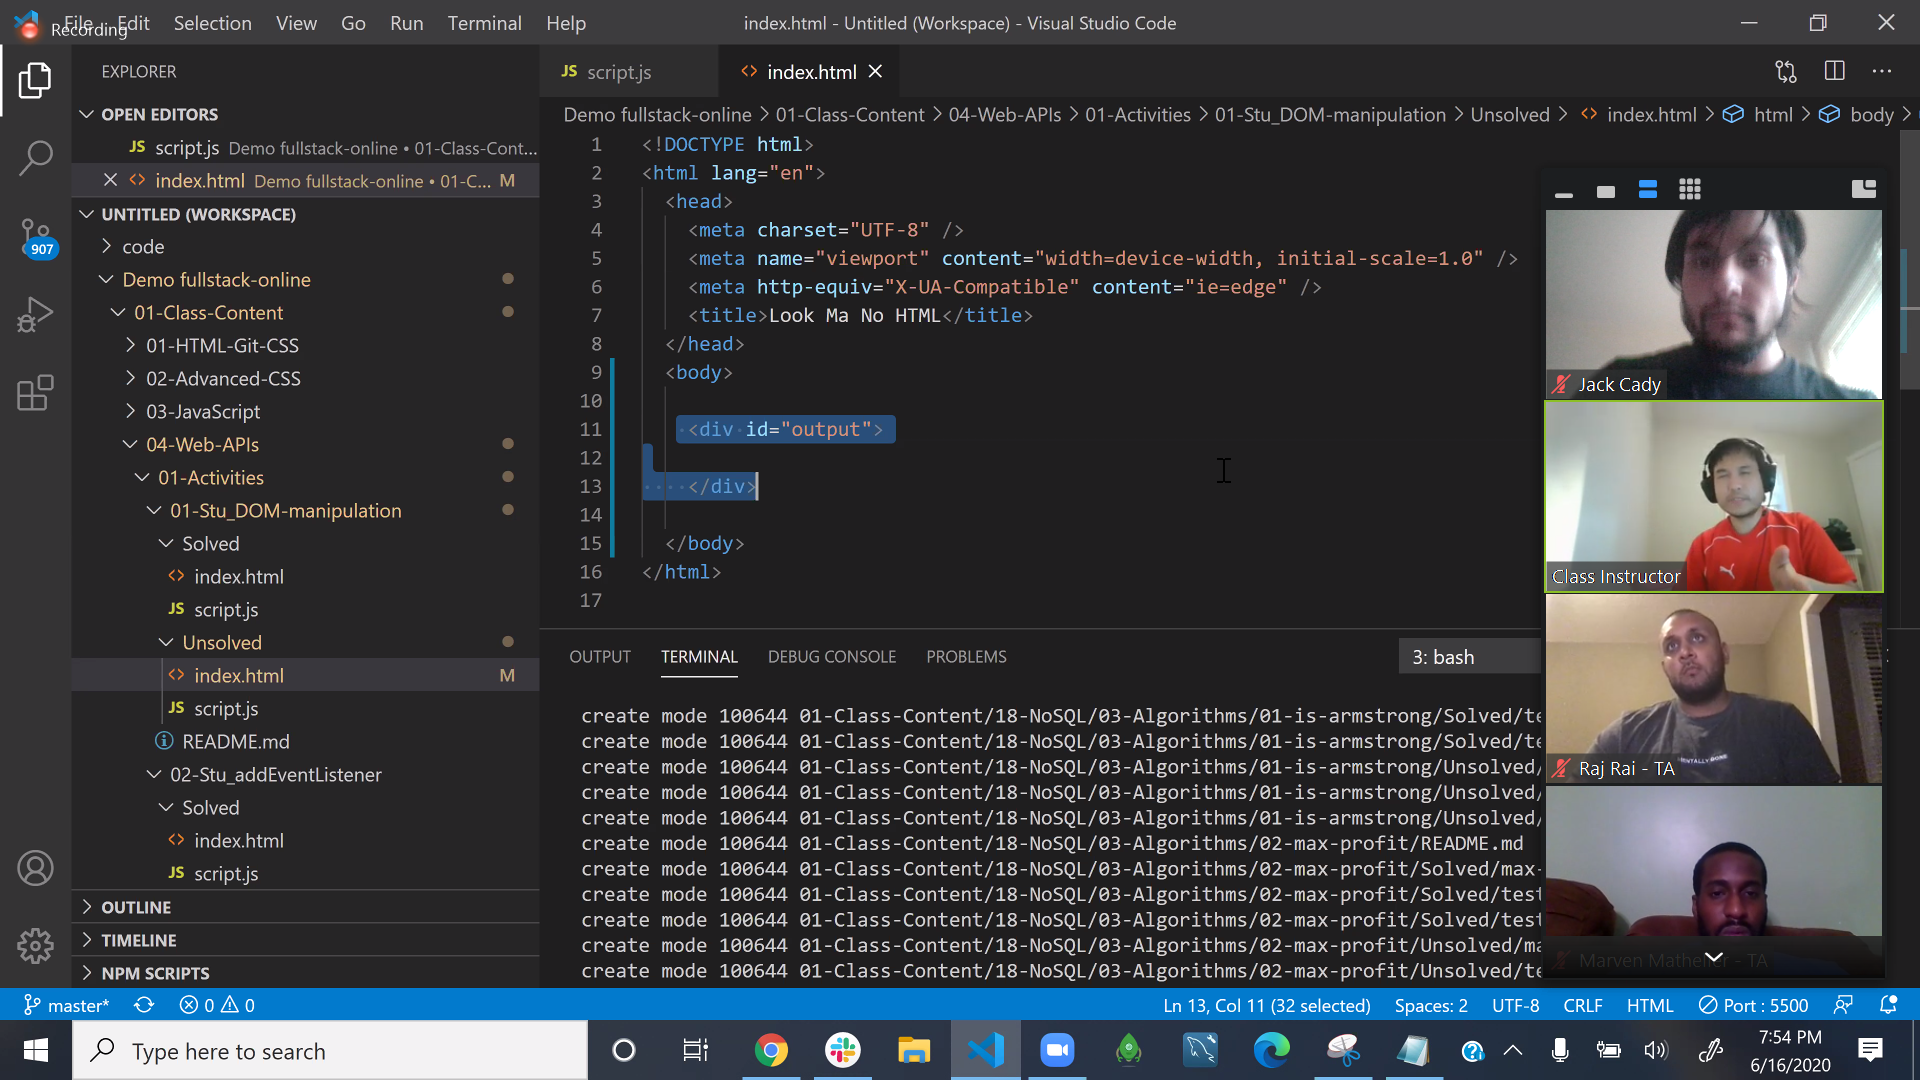 File Edit Selection View Go Run Terminal Help
Recording
index.html - Untitled (Workspace) - Visual Studio Code
EXPLORER
OPEN EDITORS
JS script.js Demo fullstack-online • 01-Class-Cont...
index.html Demo fullstack-online • 01-C... M
UNTITLED (WORKSPACE)
code
Demo fullstack-online
01-Class-Content
01-HTML-Git-CSS
02-Advanced-CSS
03-JavaScript
04-Web-APIs
01-Activities
01-Stu_DOM-manipulation
Solved
index.html
JS script.js
Unsolved
index.html M
JS script.js
README.md
02-Stu_addEventListener
Solved
index.html
JS script.js
OUTLINE
TIMELINE
NPM SCRIPTS
907
JS script.js
index.html
Demo fullstack-online > 01-Class-Content > 04-Web-APIs > 01-Activities > 01-Stu_DOM-manipulation > Unsolved > index.html > html > body >
1 <!DOCTYPE html>
2 <html lang="en">
3 <head>
4 <meta charset="UTF-8" />
5 <meta name="viewport" content="width=device-width, initial-scale=1.0" />
6 <meta http-equiv="X-UA-Compatible" content="ie=edge" />
7 <title>Look Ma No HTML</title>
8 </head>
9 <body>
10
11 <div id="output">
12
13 </div>
14
15 </body>
16 </html>
17
OUTPUT TERMINAL DEBUG CONSOLE PROBLEMS 3: bash
create mode 100644 01-Class-Content/18-NoSQL/03-Algorithms/01-is-armstrong/Solved/te
create mode 100644 01-Class-Content/18-NoSQL/03-Algorithms/01-is-armstrong/Solved/te
create mode 100644 01-Class-Content/18-NoSQL/03-Algorithms/01-is-armstrong/Unsolved/
create mode 100644 01-Class-Content/18-NoSQL/03-Algorithms/01-is-armstrong/Unsolved/
create mode 100644 01-Class-Content/18-NoSQL/03-Algorithms/01-is-armstrong/Unsolved/
create mode 100644 01-Class-Content/18-NoSQL/03-Algorithms/02-max-profit/README.md
create mode 100644 01-Class-Content/18-NoSQL/03-Algorithms/02-max-profit/Solved/max-
create mode 100644 01-Class-Content/18-NoSQL/03-Algorithms/02-max-profit/Solved/test
create mode 100644 01-Class-Content/18-NoSQL/03-Algorithms/02-max-profit/Solved/test
create mode 100644 01-Class-Content/18-NoSQL/03-Algorithms/02-max-profit/Unsolved/ma
create mode 100644 01-Class-Content/18-NoSQL/03-Algorithms/02-max-profit/Unsolved/te
Jack Cady
Class Instructor
Raj Rai - TA
Marven - TA
master* 0 0 Ln 13, Col 11 (32 selected) Spaces: 2 UTF-8 CRLF HTML Port : 5500
Type here to search
7:54 PM
6/16/2020